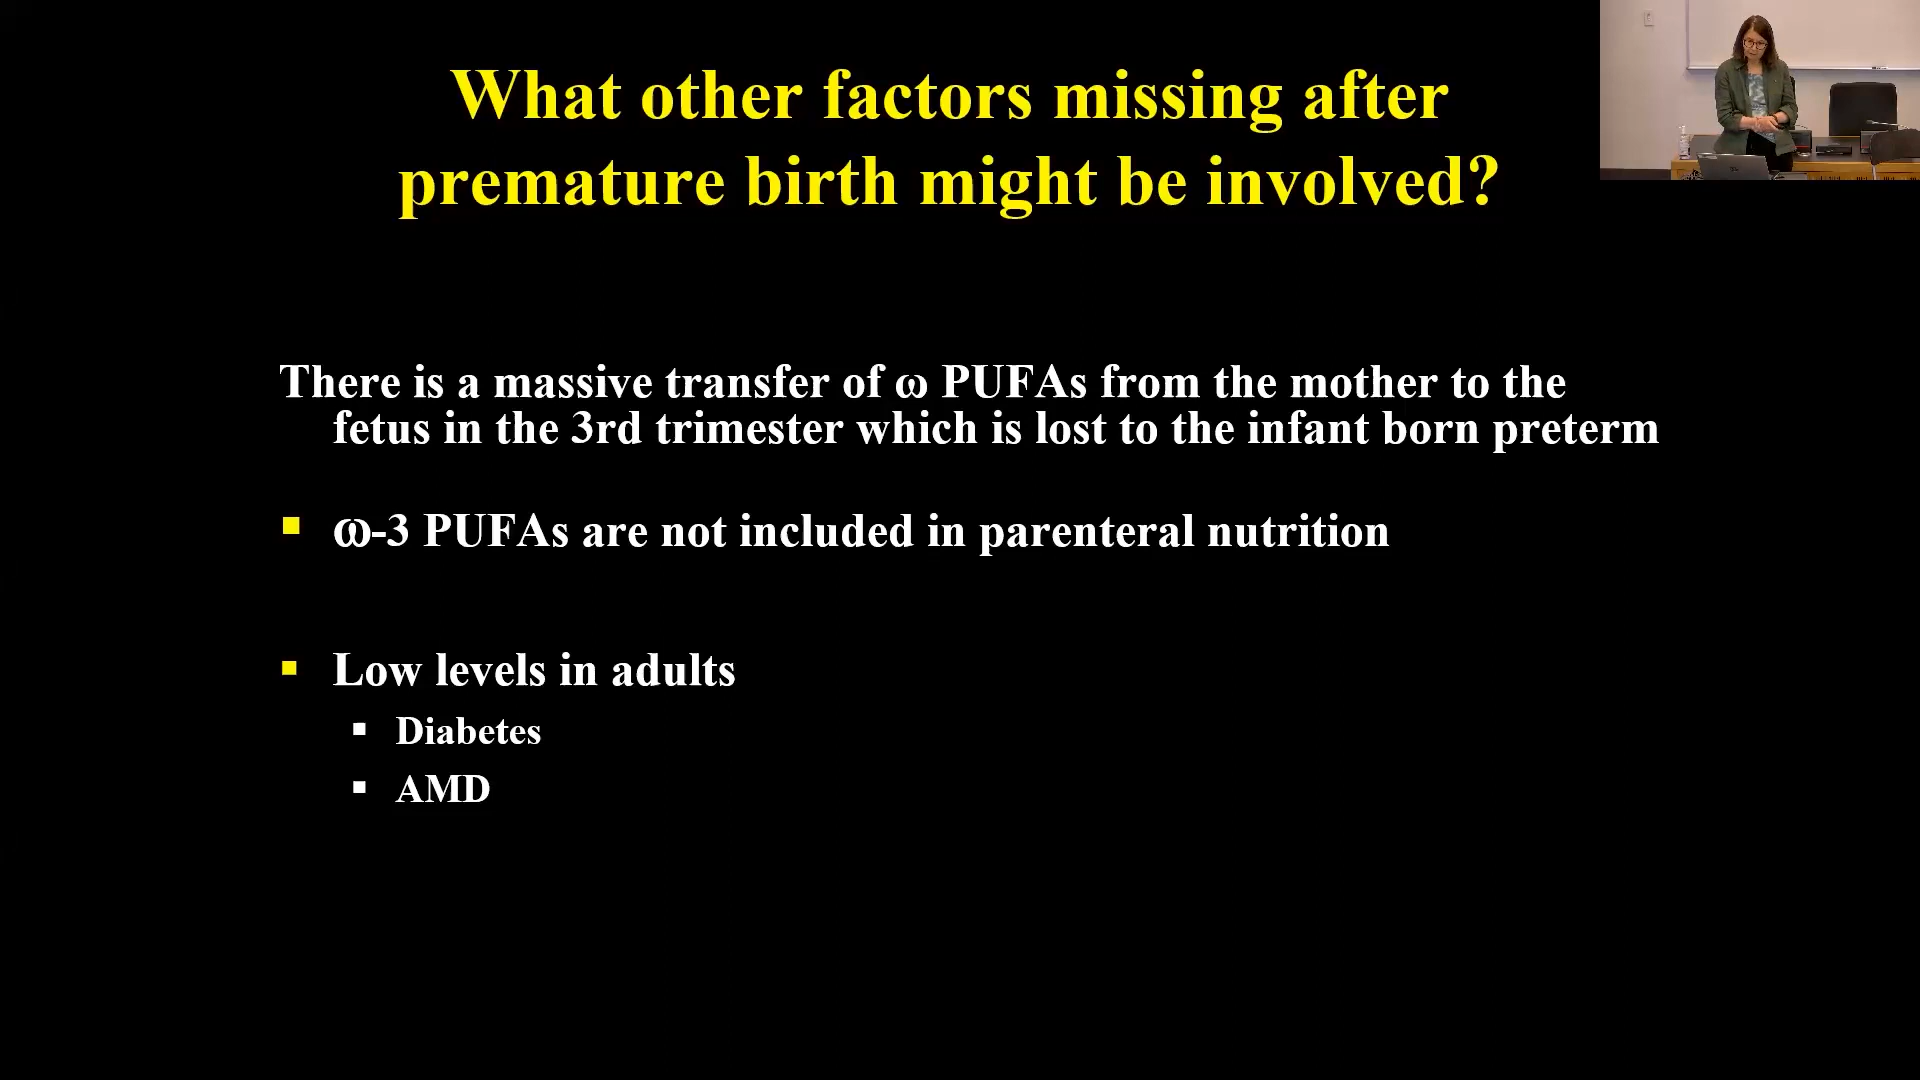 What other factors missing after
premature birth might be involved?
There is a massive transfer of ω PUFAs from the mother to the
fetus in the 3rd trimester which is lost to the infant born preterm
▪ ω-3 PUFAs are not included in parenteral nutrition
▪ Low levels in adults
▪ Diabetes
▪ AMD